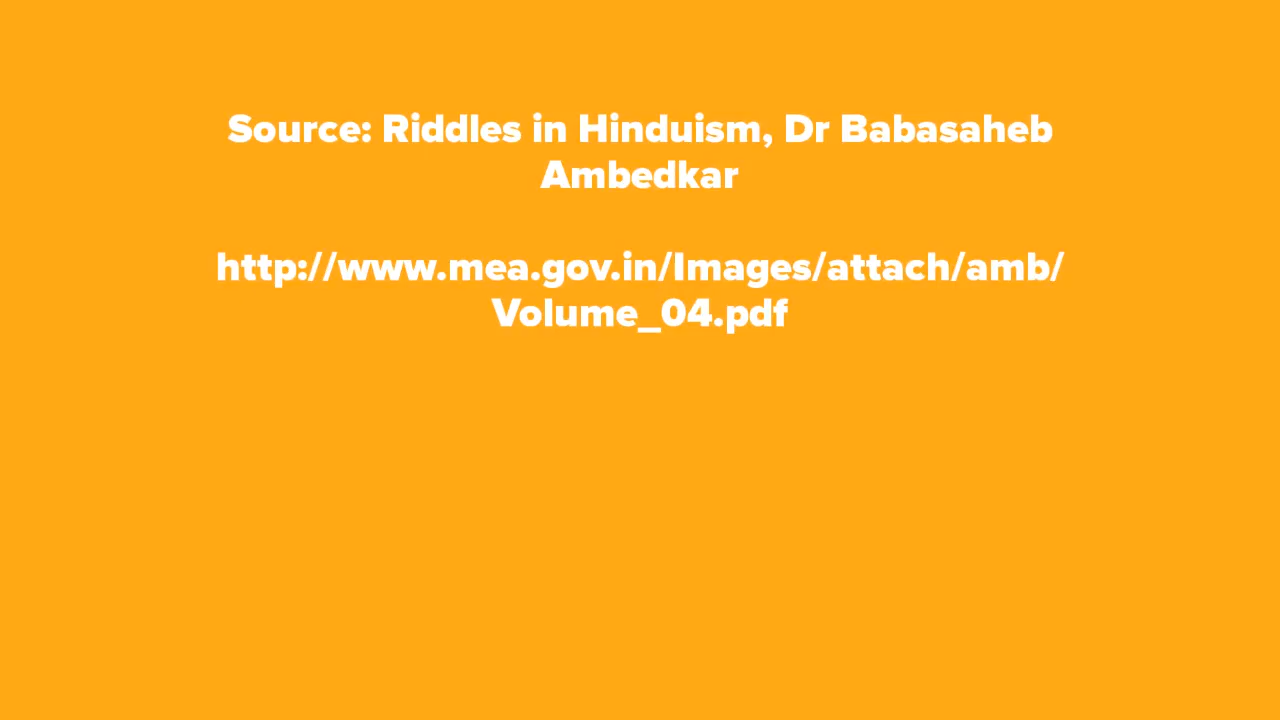 Source: Riddles in Hinduism, Dr Babasaheb
Ambedkar
http://www.mea.gov.in/Images/attach/amb/
Volume_04.pdf